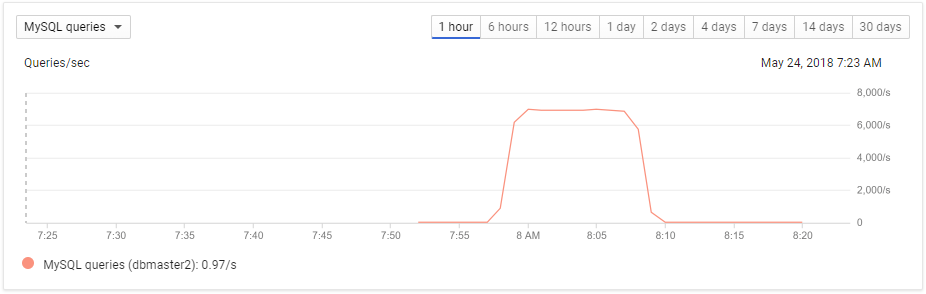 MySQL queries
1 hour 6 hours 12 hours 1 day 2 days 4 days 7 days 14 days 30 days
Queries/sec May 24, 2018 7:23 AM
8,000/s
6,000/s
4,000/s
2,000/s
0
7:25 7:30 7:35 7:40 7:45 7:50 7:55 8 AM 8:05 8:10 8:15 8:20
MySQL queries (dbmaster2): 0.97/s